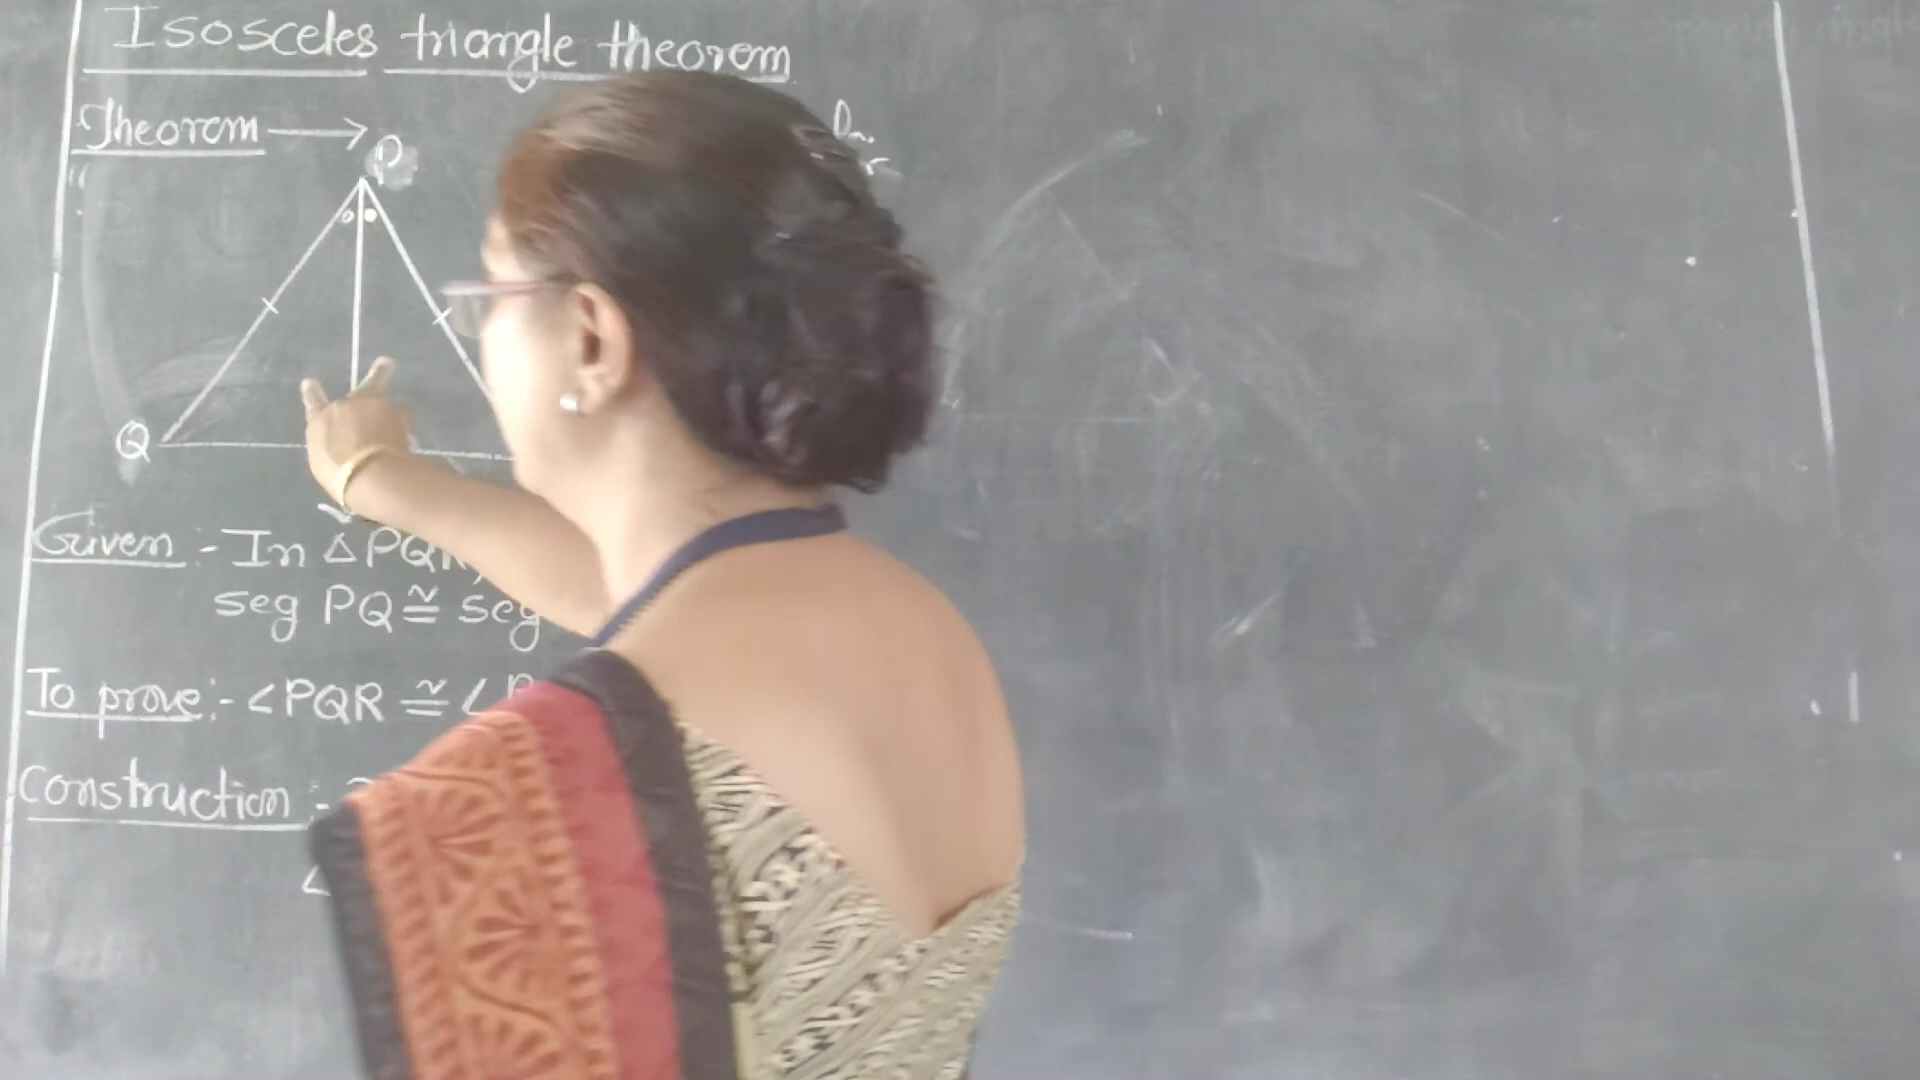 Isosceles triangle theorem
Theorem →
P
Q
Given :- In △PQR,
seg PQ ≅ seg
To prove :- ∠PQR ≅ ∠P
Construction :-